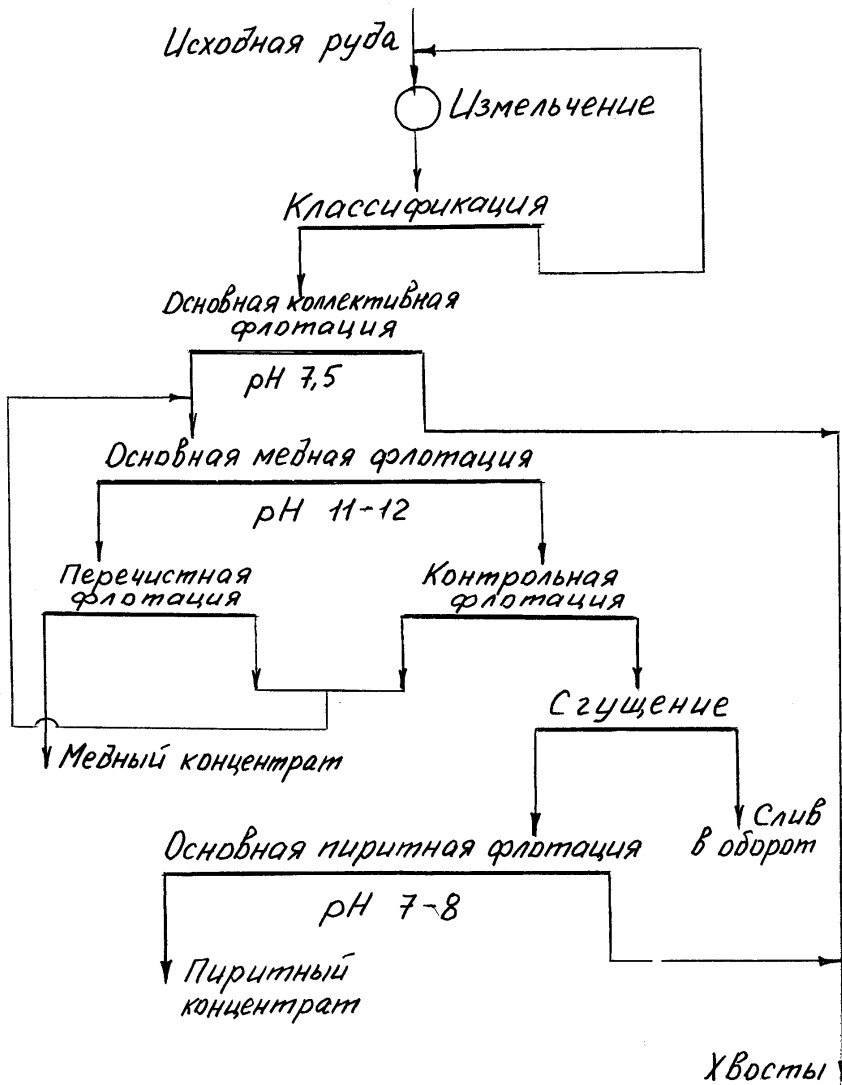 Исходная руда
Измельчение
Классификация
Основная коллективная
флотация
pH 7,5
Основная медная флотация
pH 11-12
Перечистная
флотация
Контрольная
флотация
Сгущение
Медный концентрат
Слив
в оборот
Основная пиритная флотация
pH 7-8
Пиритный
концентрат
Хвосты